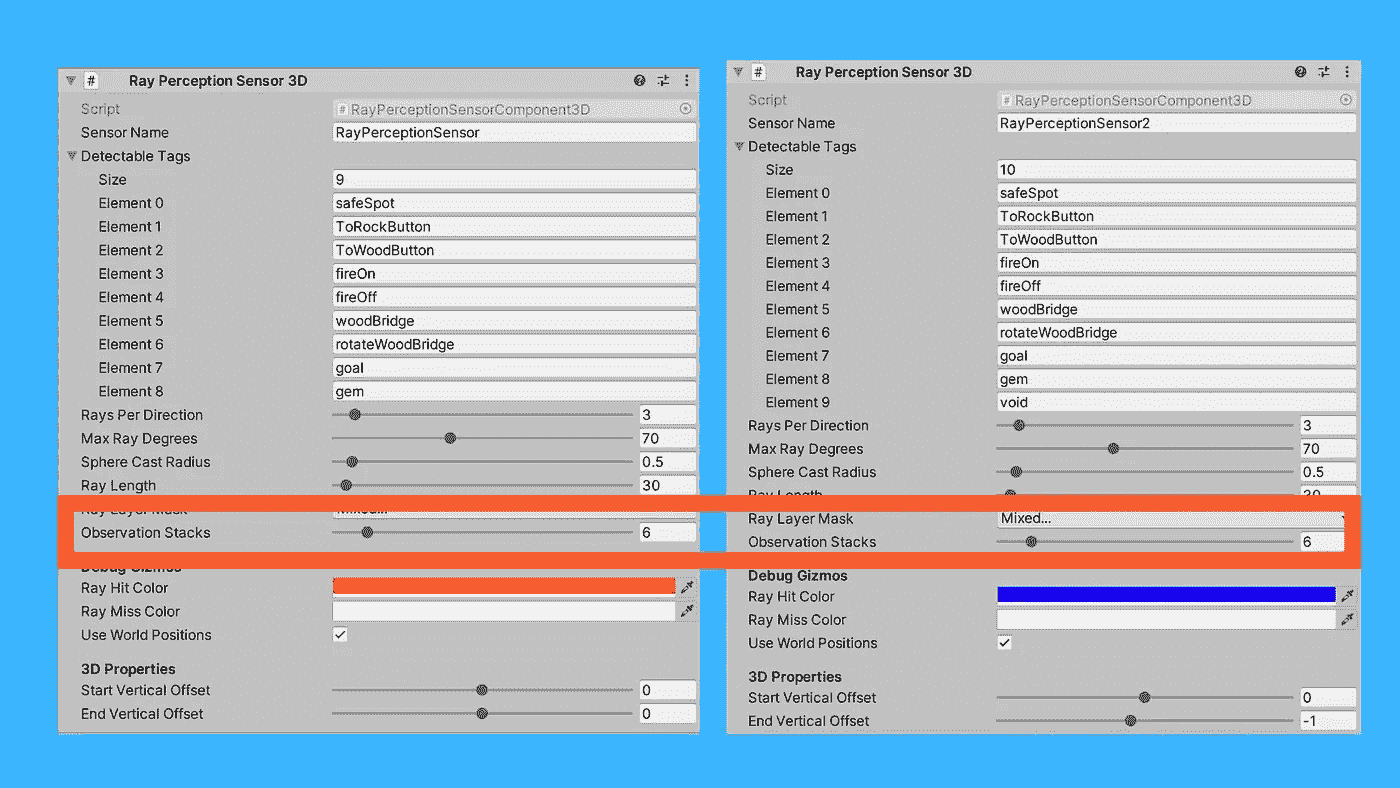 Ray Perception Sensor 3D
Script # RayPerceptionSensorComponent3D
Sensor Name RayPerceptionSensor
Detectable Tags
Size 9
Element 0 safeSpot
Element 1 ToRockButton
Element 2 ToWoodButton
Element 3 fireOn
Element 4 fireOff
Element 5 woodBridge
Element 6 rotateWoodBridge
Element 7 goal
Element 8 gem
Rays Per Direction 3
Max Ray Degrees 70
Sphere Cast Radius 0.5
Ray Length 30
Ray Layer Mask Mixed...
Observation Stacks 6
Debug Gizmos
Ray Hit Color
Ray Miss Color
Use World Positions
3D Properties
Start Vertical Offset 0
End Vertical Offset 0
Ray Perception Sensor 3D
Script # RayPerceptionSensorComponent3D
Sensor Name RayPerceptionSensor2
Detectable Tags
Size 10
Element 0 safeSpot
Element 1 ToRockButton
Element 2 ToWoodButton
Element 3 fireOn
Element 4 fireOff
Element 5 woodBridge
Element 6 rotateWoodBridge
Element 7 goal
Element 8 gem
Element 9 void
Rays Per Direction 3
Max Ray Degrees 70
Sphere Cast Radius 0.5
Ray Length 30
Ray Layer Mask Mixed...
Observation Stacks 6
Debug Gizmos
Ray Hit Color
Ray Miss Color
Use World Positions
3D Properties
Start Vertical Offset 0
End Vertical Offset -1